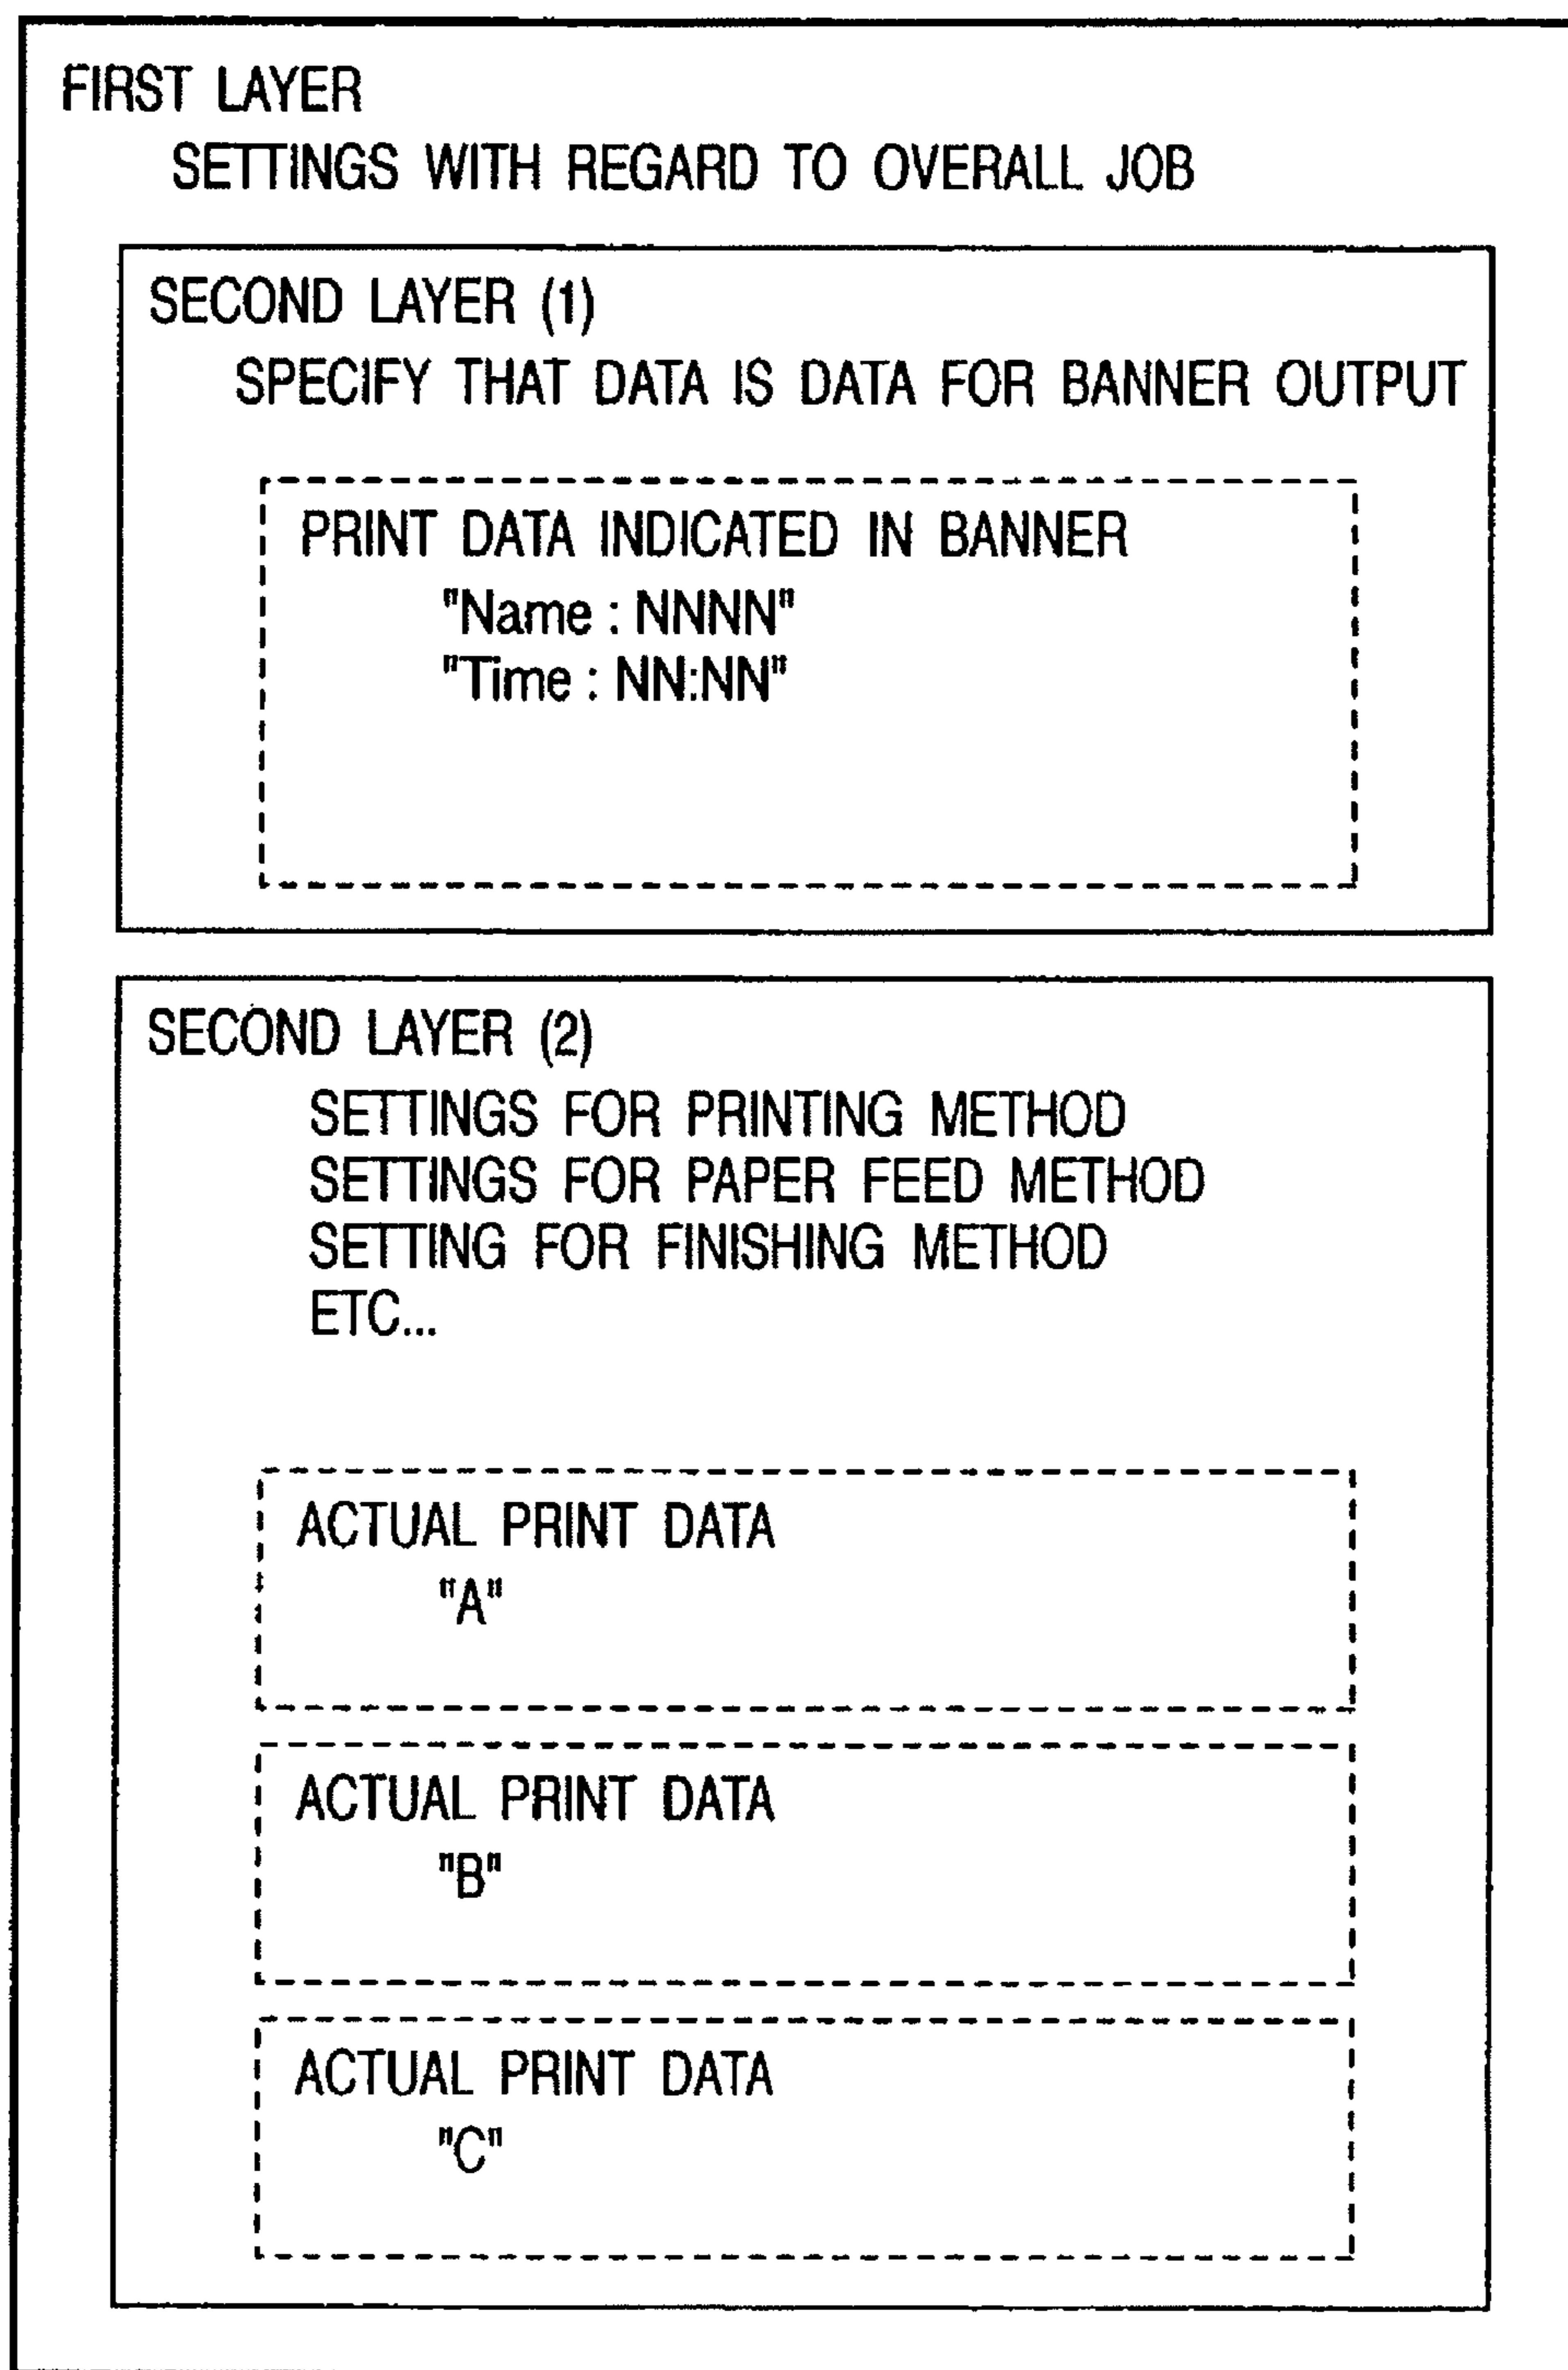 FIRST LAYER
SETTINGS WITH REGARD TO OVERALL JOB
SECOND LAYER (1)
SPECIFY THAT DATA IS DATA FOR BANNER OUTPUT
PRINT DATA INDICATED IN BANNER
"Name : NNNN"
"Time : NN:NN"
SECOND LAYER (2)
SETTINGS FOR PRINTING METHOD
SETTINGS FOR PAPER FEED METHOD
SETTING FOR FINISHING METHOD
ETC...
ACTUAL PRINT DATA
"A"
ACTUAL PRINT DATA
"B"
ACTUAL PRINT DATA
"C"